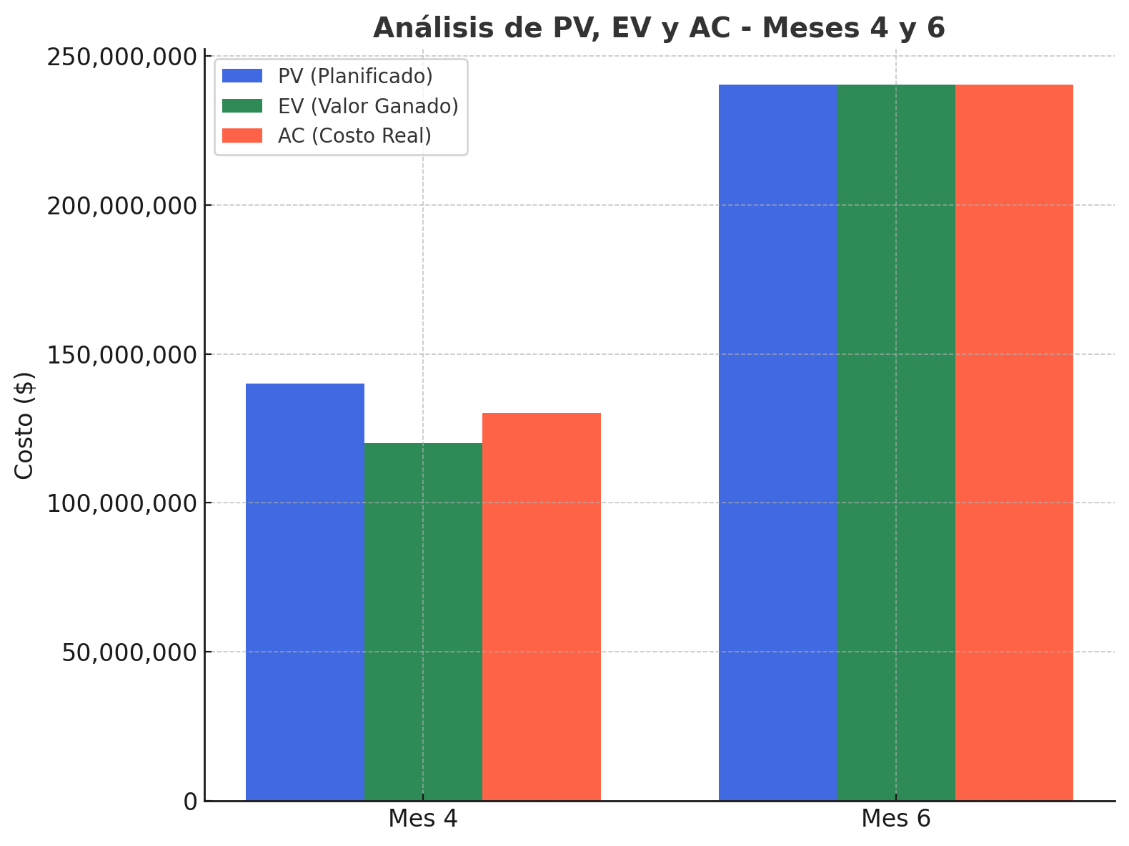 Análisis de PV, EV y AC - Meses 4 y 6
250,000,000
200,000,000
150,000,000
100,000,000
50,000,000
0
Costo ($)
PV (Planificado)
EV (Valor Ganado)
AC (Costo Real)
Mes 4
Mes 6